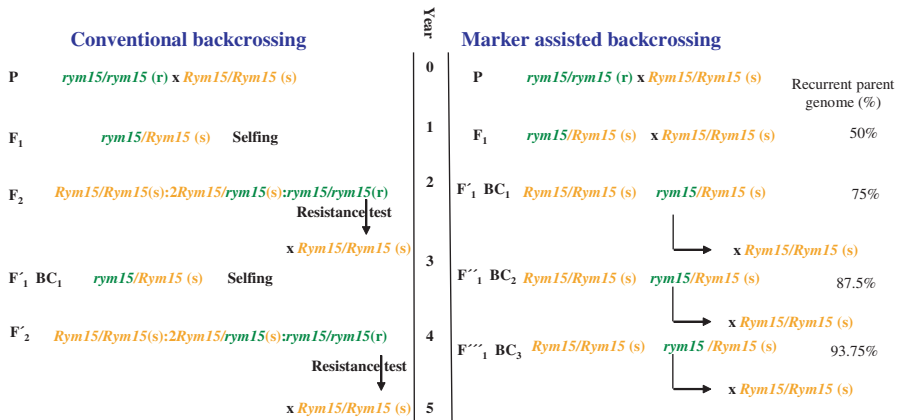 Year
Conventional backcrossing
P rym15/rym15 (r) x Rym15/Rym15 (s)
F1 rym15/Rym15 (s) Selfing
F2 Rym15/Rym15(s):2Rym15/rym15(s):rym15/rym15(r)
Resistance test
x Rym15/Rym15 (s)
F´1 BC1 rym15/Rym15 (s) Selfing
F´2 Rym15/Rym15(s):2Rym15/rym15(s):rym15/rym15(r)
Resistance test
x Rym15/Rym15 (s)
0
1
2
3
4
5
Marker assisted backcrossing
Recurrent parent
genome (%)
P rym15/rym15 (r) x Rym15/Rym15 (s)
F1 rym15/Rym15 (s) x Rym15/Rym15 (s) 50%
F´1 BC1 Rym15/Rym15 (s) rym15/Rym15 (s) 75%
x Rym15/Rym15 (s)
F´´1 BC2 Rym15/Rym15 (s) rym15/Rym15 (s) 87.5%
x Rym15/Rym15 (s)
F´´´1 BC3 Rym15/Rym15 (s) rym15 /Rym15 (s) 93.75%
x Rym15/Rym15 (s)